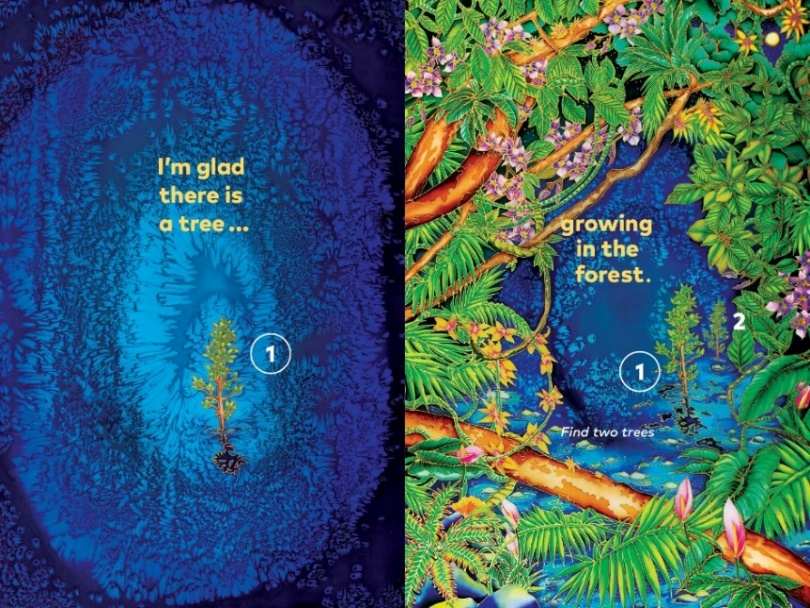 I'm glad
there is
a tree...
1
growing
in the
forest.
2
1
Find two trees